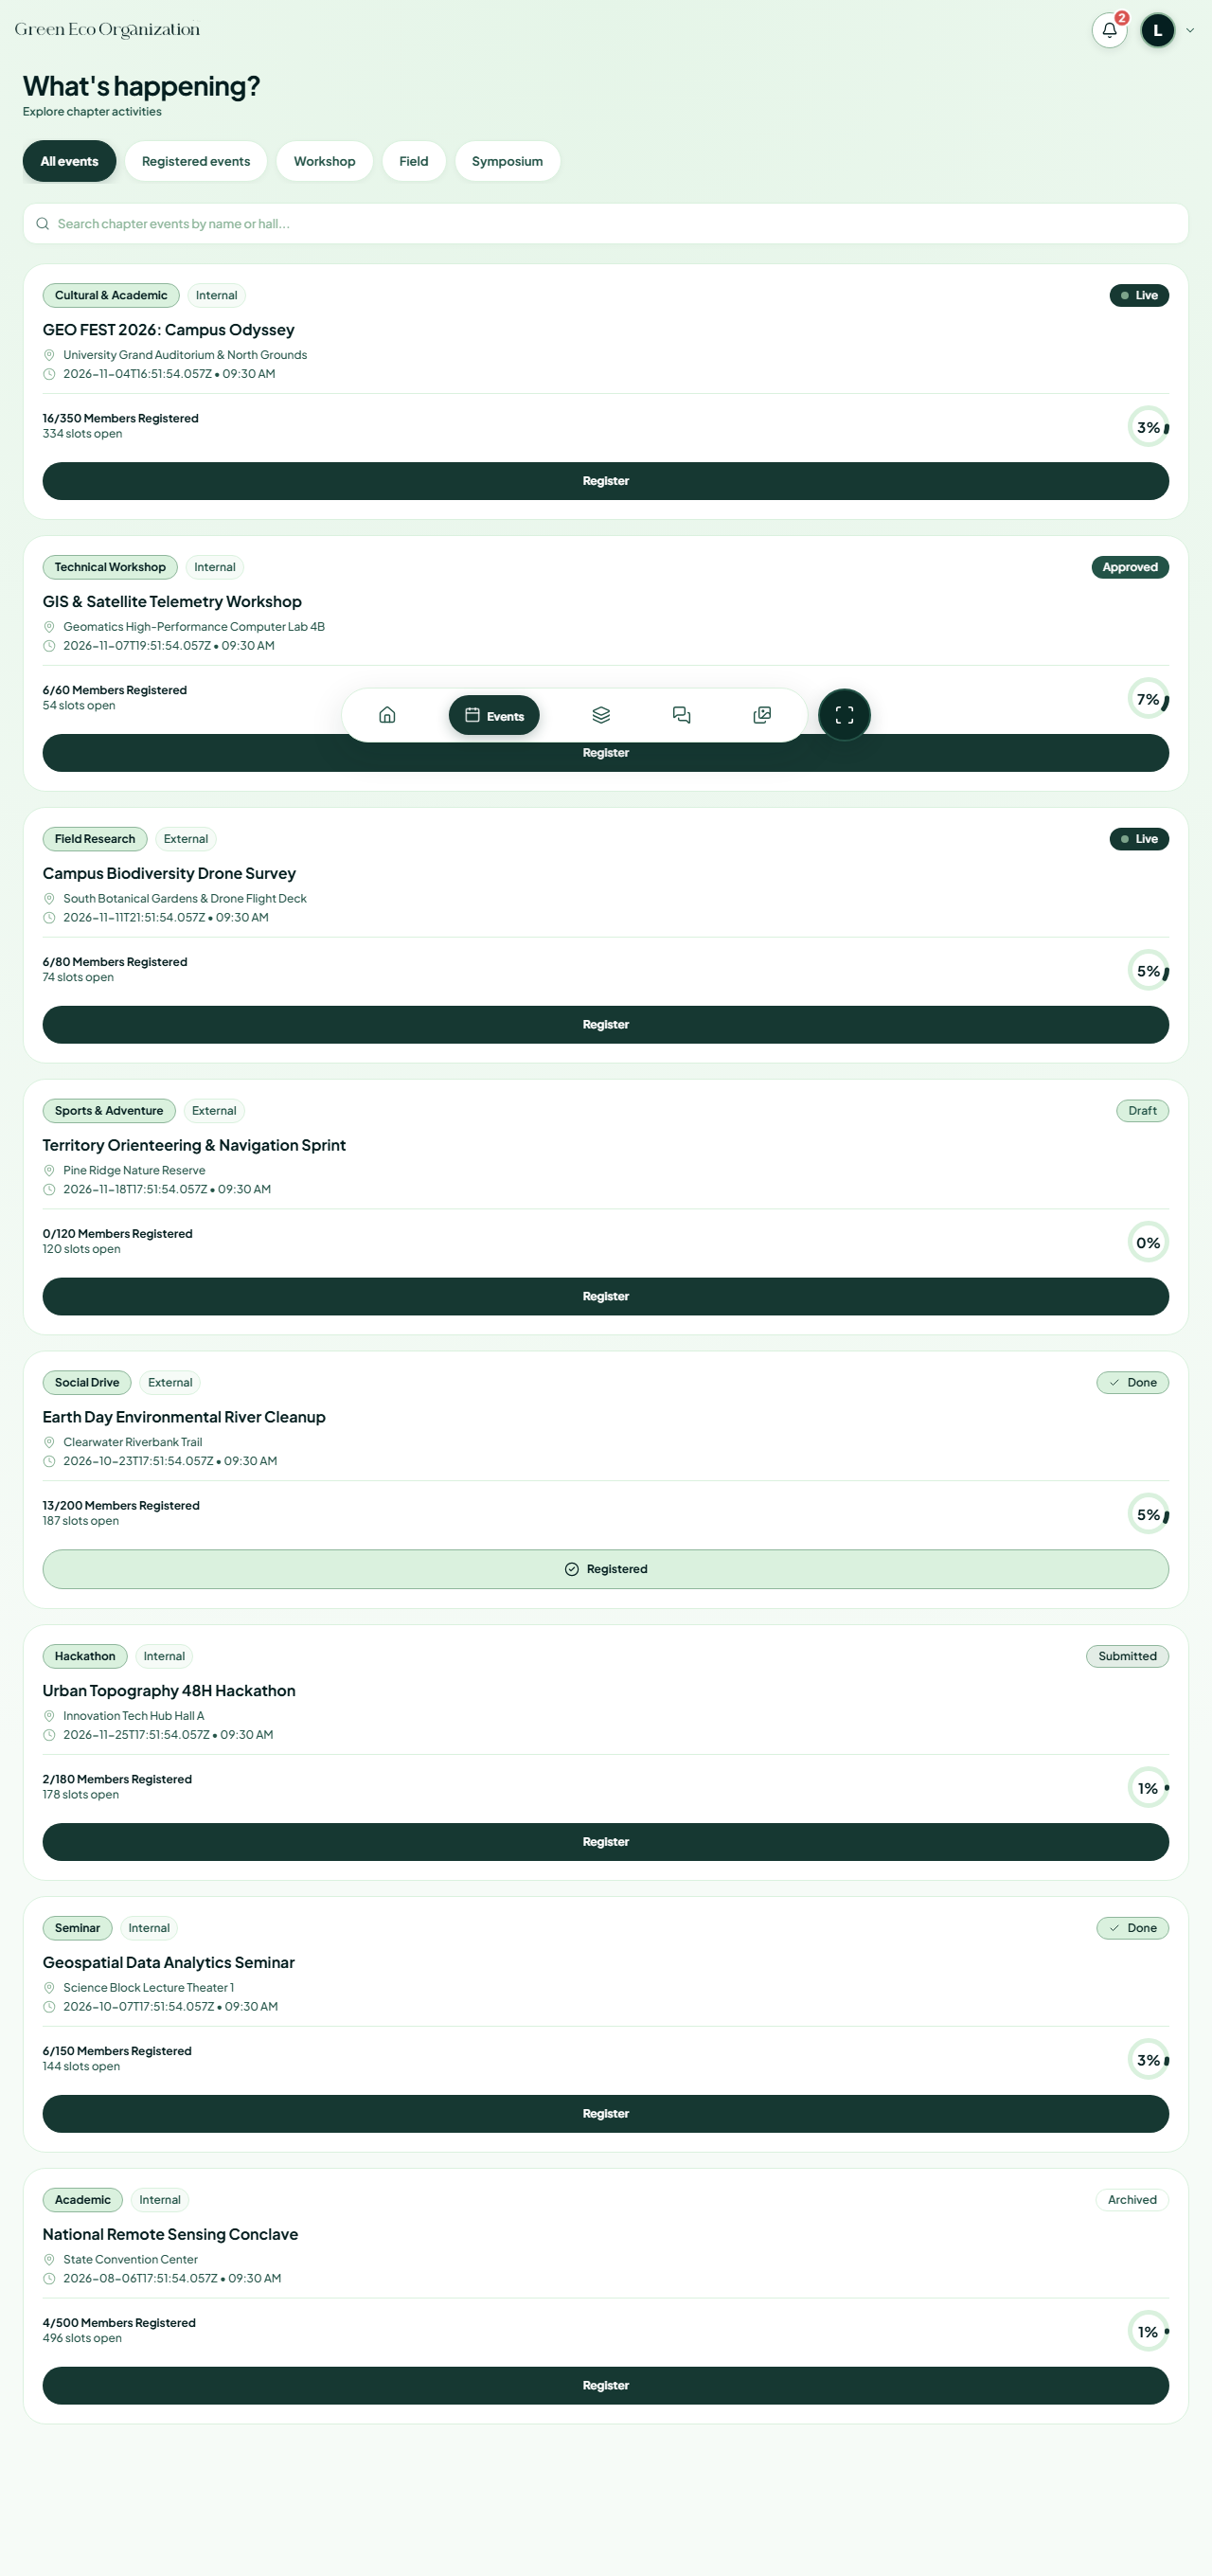 Green Eco Organization
2
L
What's happening?
Explore chapter activities
All events
Registered events
Workshop
Field
Symposium
Search chapter events by name or hall...
Cultural & Academic
Internal
Live
GEO FEST 2026: Campus Odyssey
University Grand Auditorium & North Grounds
2026-11-04T16:51:54.057Z • 09:30 AM
16/350 Members Registered
334 slots open
3%
Register
Technical Workshop
Internal
Approved
GIS & Satellite Telemetry Workshop
Geomatics High-Performance Computer Lab 4B
2026-11-07T19:51:54.057Z • 09:30 AM
6/60 Members Registered
54 slots open
7%
Events
Register
Field Research
External
Live
Campus Biodiversity Drone Survey
South Botanical Gardens & Drone Flight Deck
2026-11-11T21:51:54.057Z • 09:30 AM
6/80 Members Registered
74 slots open
5%
Register
Sports & Adventure
External
Draft
Territory Orienteering & Navigation Sprint
Pine Ridge Nature Reserve
2026-11-18T17:51:54.057Z • 09:30 AM
0/120 Members Registered
120 slots open
0%
Register
Social Drive
External
Done
Earth Day Environmental River Cleanup
Clearwater Riverbank Trail
2026-10-23T17:51:54.057Z • 09:30 AM
13/200 Members Registered
187 slots open
5%
Registered
Hackathon
Internal
Submitted
Urban Topography 48H Hackathon
Innovation Tech Hub Hall A
2026-11-25T17:51:54.057Z • 09:30 AM
2/180 Members Registered
178 slots open
1%
Register
Seminar
Internal
Done
Geospatial Data Analytics Seminar
Science Block Lecture Theater 1
2026-10-07T17:51:54.057Z • 09:30 AM
6/150 Members Registered
144 slots open
3%
Register
Academic
Internal
Archived
National Remote Sensing Conclave
State Convention Center
2026-08-06T17:51:54.057Z • 09:30 AM
4/500 Members Registered
496 slots open
1%
Register